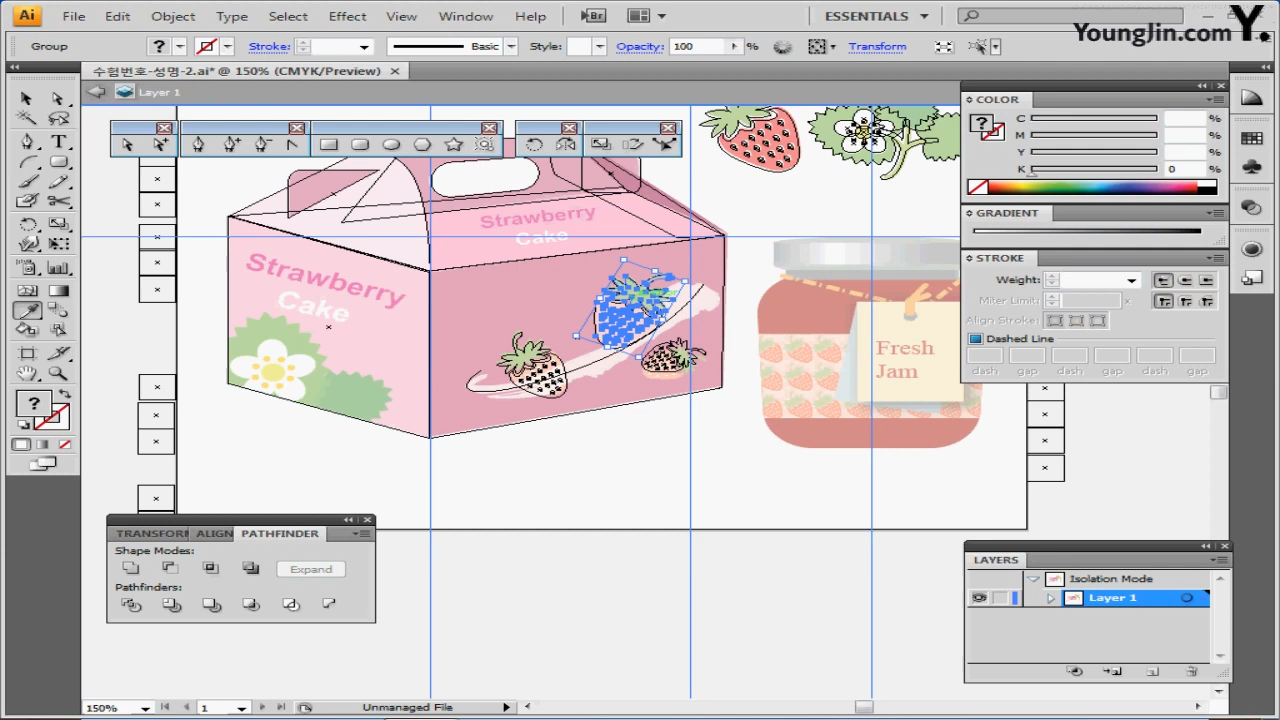 Ai File Edit Object Type Select Effect View Window Help Br ESSENTIALS
YoungJin.com Y.
Group ? Stroke: Basic Style: Opacity: 100 % Transform
수험번호-성명-2.ai* @ 150% (CMYK/Preview) ×
Layer 1
COLOR
C %
M %
Y %
K 0 %
GRADIENT
STROKE
Weight:
Miter Limit: x
Align Stroke:
Dashed Line
dash gap dash gap dash gap
Strawberry
Cake
Strawberry
Cake
Fresh
Jam
?
TRANSFORM ALIGN PATHFINDER
Shape Modes:
Expand
Pathfinders:
LAYERS
Isolation Mode
Layer 1
150% 1 Unmanaged File